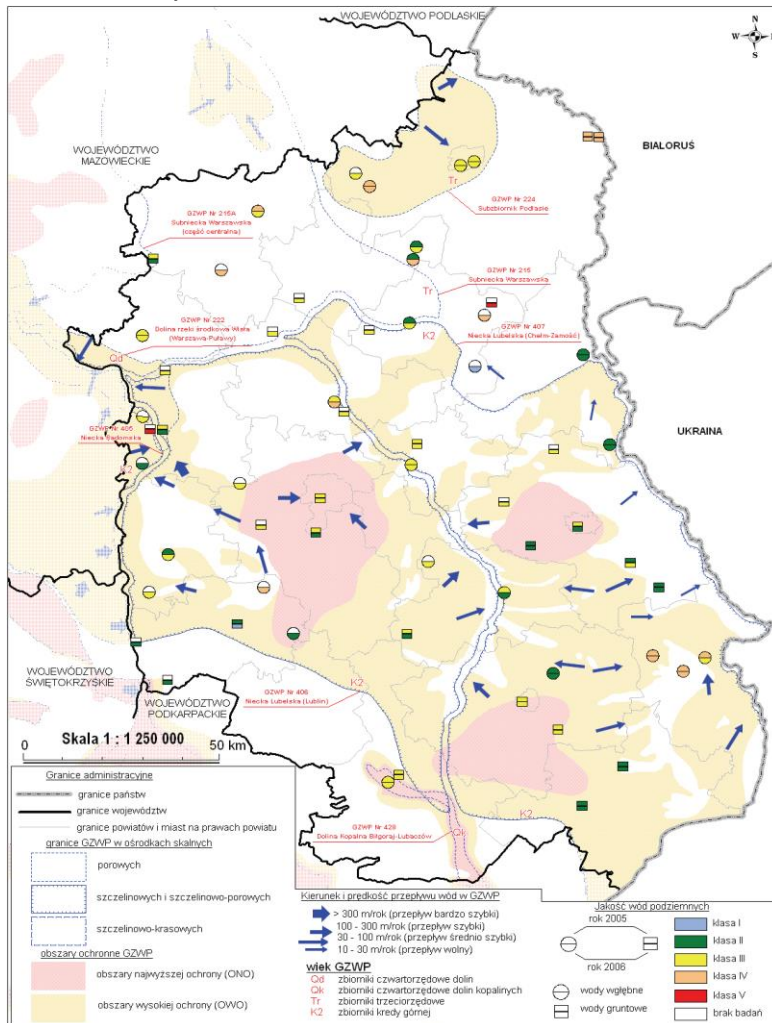 WOJEWÓDZTWO PODLASKIE
N
W
S
WOJEWÓDZTWO
MAZOWIECKIE
BIAŁORUŚ
Tr
GZWP Nr 224
Subzbiornik Podlasie
GZWP Nr 215A
Subniecka Warszawska
(część centralna)
GZWP Nr 215
Subniecka Warszawska
Tr
GZWP Nr 222
Dolina rzeki środkowa Wisła
(Warszawa-Puławy)
Qd
K2
GZWP Nr 407
Niecka Lubelska (Chełm-Zamość)
UKRAINA
GZWP Nr 405
Niecka Radomska
K2
WOJEWÓDZTWO
ŚWIĘTOKRZYSKIE
WOJEWÓDZTWO
PODKARPACKIE
GZWP Nr 406
Niecka Lubelska (Lublin)
K2
Skala 1 : 1 250 000
0 50 km
GZWP Nr 428
Dolina Kopalna Biłgoraj-Lubaczów
Qk
K2
Granice administracyjne
granice państw
granice województw
granice powiatów i miast na prawach powiatu
granice GZWP w ośrodkach skalnych
porowych
szczelinowych i szczelinowo-porowych
szczelinowo-krasowych
obszary ochronne GZWP
obszary najwyższej ochrony (ONO)
obszary wysokiej ochrony (OWO)
Kierunek i prędkość przepływu wód w GZWP
> 300 m/rok (przepływ bardzo szybki)
100 - 300 m/rok (przepływ szybki)
30 - 100 m/rok (przepływ średnio szybki)
10 - 30 m/rok (przepływ wolny)
wiek GZWP
Qd zbiorniki czwartorzędowe dolin
Qk zbiorniki czwartorzędowe dolin kopalnych
Tr zbiorniki trzeciorzędowe
K2 zbiorniki kredy górnej
Jakość wód podziemnych
rok 2005
rok 2006
wody wgłębne
wody gruntowe
klasa I
klasa II
klasa III
klasa IV
klasa V
brak badań